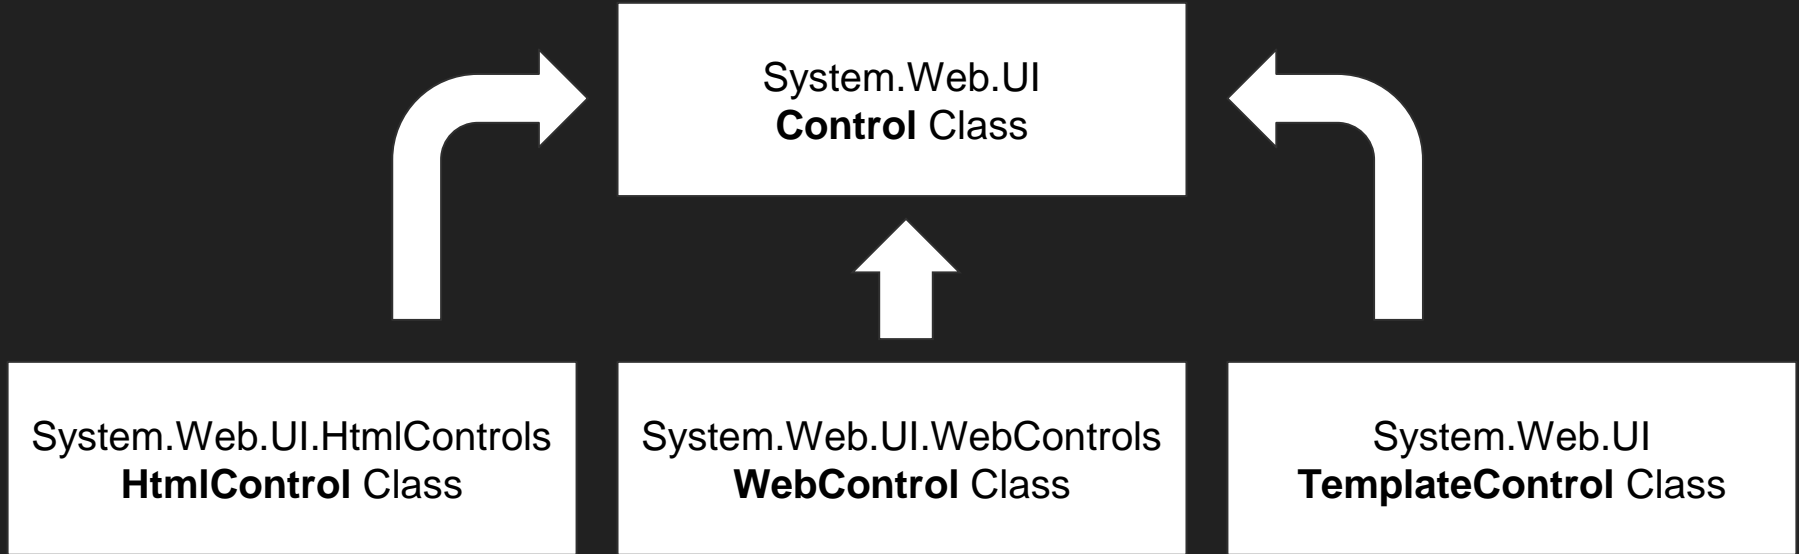 System.Web.UI
Control Class
System.Web.UI.HtmlControls
HtmlControl Class
System.Web.UI.WebControls
WebControl Class
System.Web.UI
TemplateControl Class